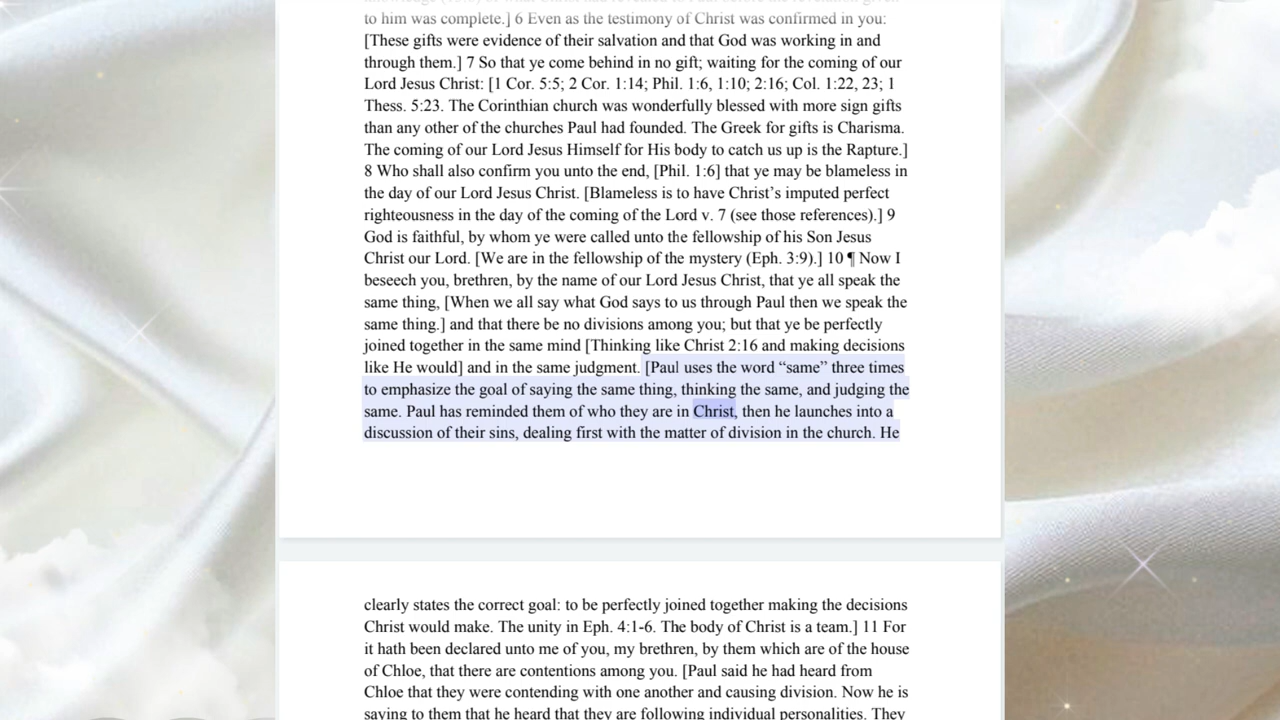 knowledge (Gnō) of what Christ had revealed to Paul before the revelation given
to him was complete.] 6 Even as the testimony of Christ was confirmed in you:
[These gifts were evidence of their salvation and that God was working in and
through them.] 7 So that ye come behind in no gift; waiting for the coming of our
Lord Jesus Christ: [1 Cor. 5:5; 2 Cor. 1:14; Phil. 1:6, 1:10; 2:16; Col. 1:22, 23; 1
Thess. 5:23. The Corinthian church was wonderfully blessed with more sign gifts
than any other of the churches Paul had founded. The Greek for gifts is Charisma.
The coming of our Lord Jesus Himself for His body to catch us up is the Rapture.]
8 Who shall also confirm you unto the end, [Phil. 1:6] that ye may be blameless in
the day of our Lord Jesus Christ. [Blameless is to have Christ’s imputed perfect
righteousness in the day of the coming of the Lord v. 7 (see those references).] 9
God is faithful, by whom ye were called unto the fellowship of his Son Jesus
Christ our Lord. [We are in the fellowship of the mystery (Eph. 3:9).] 10 ¶ Now I
beseech you, brethren, by the name of our Lord Jesus Christ, that ye all speak the
same thing, [When we all say what God says to us through Paul then we speak the
same thing.] and that there be no divisions among you; but that ye be perfectly
joined together in the same mind [Thinking like Christ 2:16 and making decisions
like He would] and in the same judgment. [Paul uses the word “same” three times
to emphasize the goal of saying the same thing, thinking the same, and judging the
same. Paul has reminded them of who they are in Christ, then he launches into a
discussion of their sins, dealing first with the matter of division in the church. He
clearly states the correct goal: to be perfectly joined together making the decisions
Christ would make. The unity in Eph. 4:1-6. The body of Christ is a team.] 11 For
it hath been declared unto me of you, my brethren, by them which are of the house
of Chloe, that there are contentions among you. [Paul said he had heard from
Chloe that they were contending with one another and causing division. Now he is
saying to them that he heard that they are following individual personalities. They